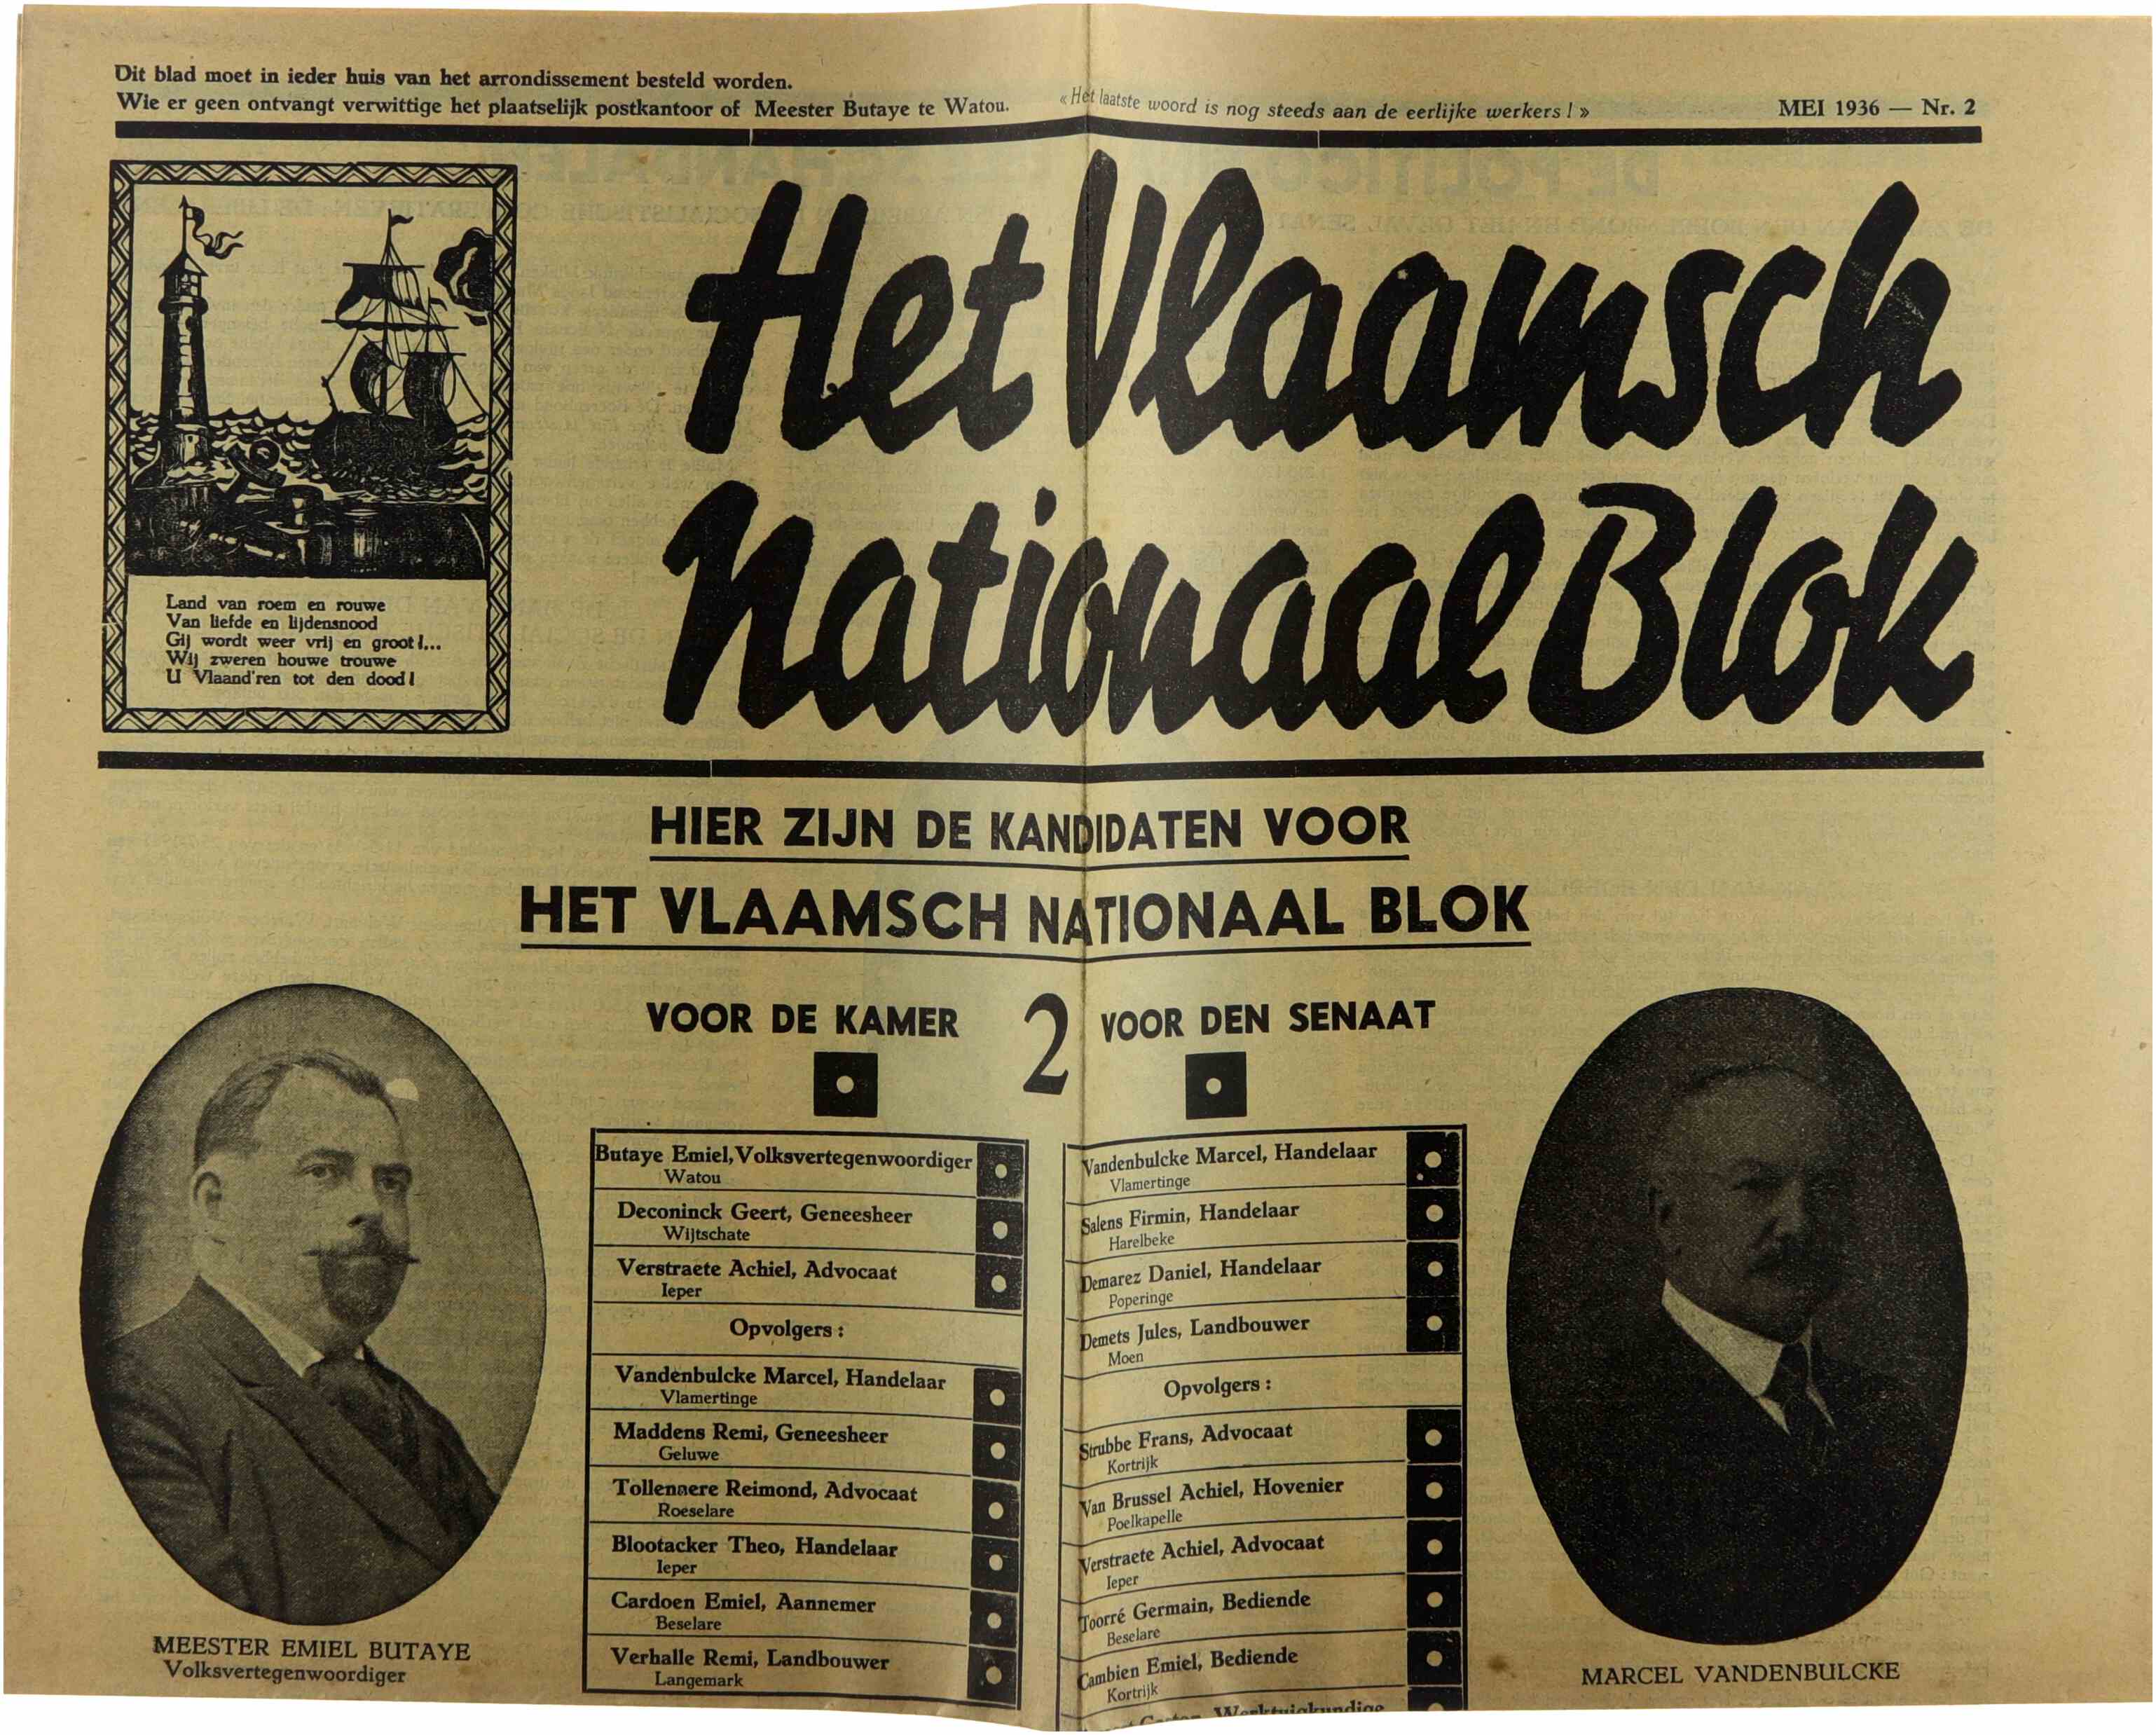 Dit blad moet in ieder huis van het arrondissement besteld worden.
Wie er geen ontvangt verwittige het plaatselijk postkantoor of Meester Butaye te Watou.
« Het laatste woord is nog steeds aan de eerlijke werkers ! »
MEI 1936 — Nr. 2
Het Vlaamsch
Nationaal Blok
Land van roem en rouwe
Van liefde en lijdensnood
Gij wordt weer vrij en groot !...
Wij zweren houwe trouwe
U Vlaand'ren tot den dood !
HIER ZIJN DE KANDIDATEN VOOR
HET VLAAMSCH NATIONAAL BLOK
VOOR DE KAMER
2
VOOR DEN SENAAT
Butaye Emiel, Volksvertegenwoordiger
Watou
Deconinck Geert, Geneesheer
Wijtschate
Verstraete Achiel, Advocaat
Ieper
Opvolgers :
Vandenbulcke Marcel, Handelaar
Vlamertinge
Maddens Remi, Geneesheer
Geluwe
Tollenaere Reimond, Advocaat
Roeselare
Blootacker Theo, Handelaar
Ieper
Cardoen Emiel, Aannemer
Beselare
Verhalle Remi, Landbouwer
Langemark
Vandenbulcke Marcel, Handelaar
Vlamertinge
Salens Firmin, Handelaar
Harelbeke
Demarez Daniel, Handelaar
Poperinge
Demets Jules, Landbouwer
Moen
Opvolgers :
Strubbe Frans, Advocaat
Kortrijk
Van Brussel Achiel, Hovenier
Poelkapelle
Verstraete Achiel, Advocaat
Ieper
Toorré Germain, Bediende
Beselare
Cambien Emiel, Bediende
Kortrijk
Werktuigkundige
MEESTER EMIEL BUTAYE
Volksvertegenwoordiger
MARCEL VANDENBULCKE